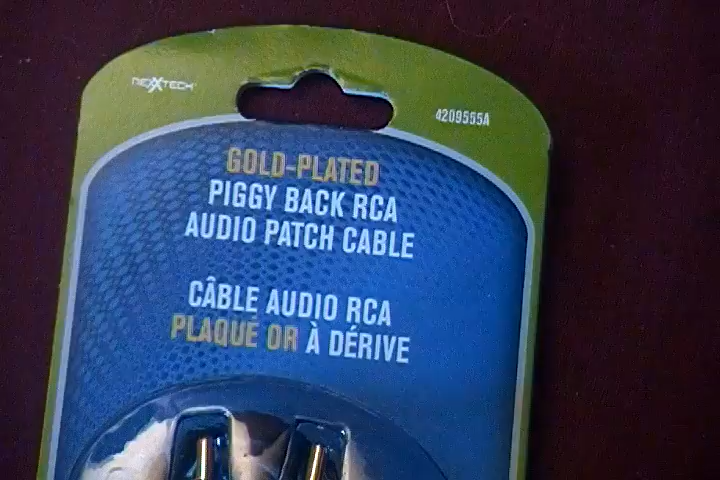 NEXXTECH
4209555A
GOLD-PLATED
PIGGY BACK RCA
AUDIO PATCH CABLE
CÂBLE AUDIO RCA
PLAQUE OR À DÉRIVE